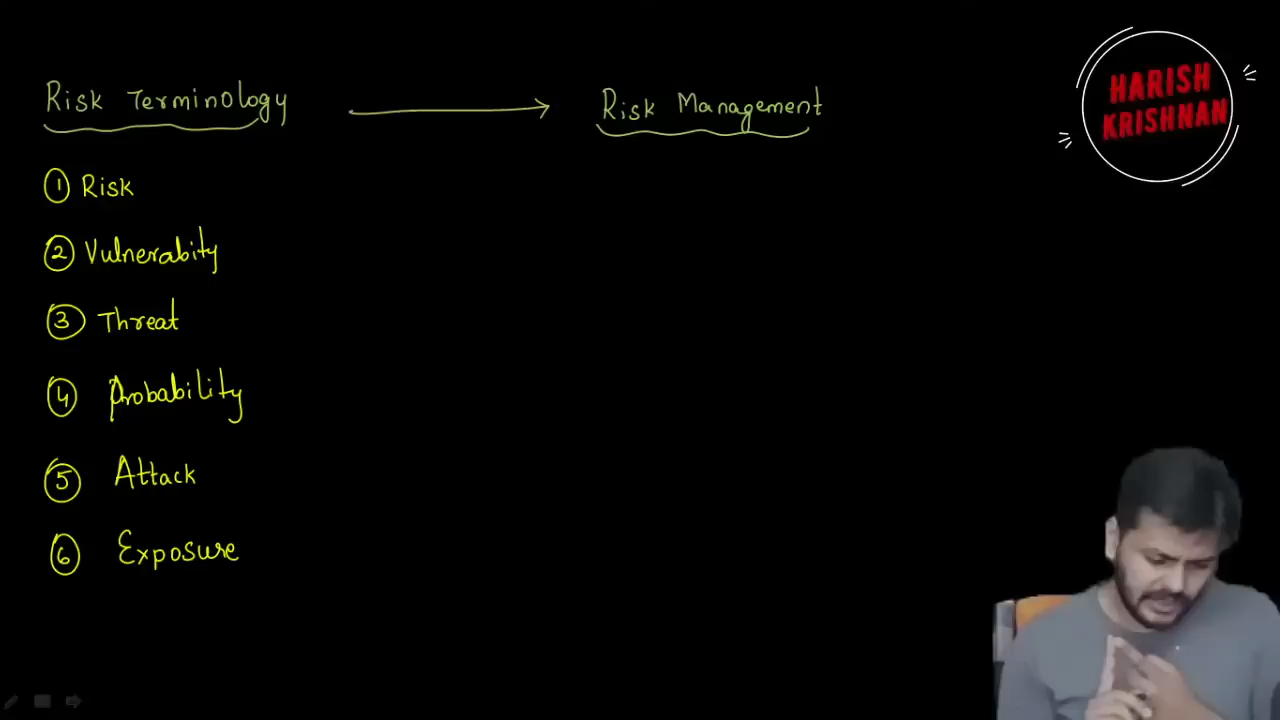 Risk Terminology
Risk Management
HARISH
KRISHNAN
1 Risk
2 Vulnerabity
3 Threat
4 Probability
5 Attack
6 Exposure